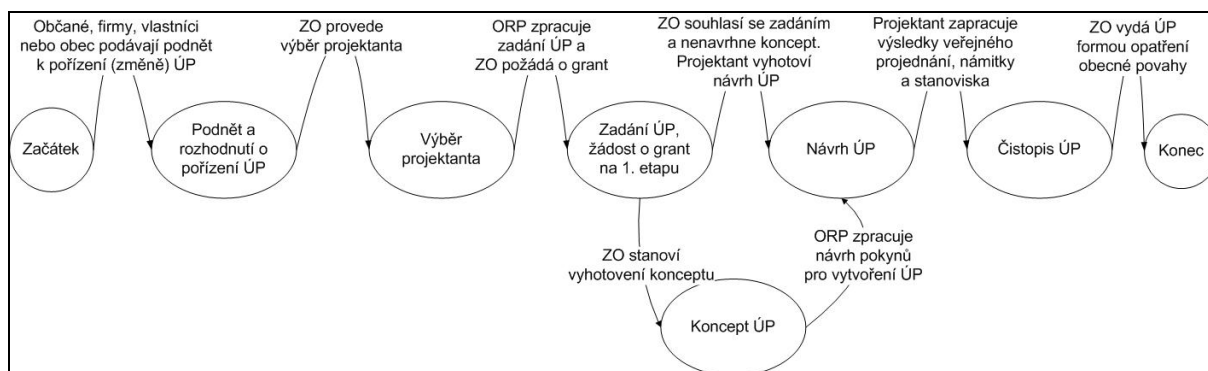 Občané, firmy, vlastníci
nebo obec podávají podnět
k pořízení (změně) ÚP
ZO provede
výběr projektanta
ORP zpracuje
zadání ÚP a
ZO požádá o grant
ZO souhlasí se zadáním
a nenavrhne koncept.
Projektant vyhotoví
návrh ÚP
Projektant zapracuje
výsledky veřejného
projednání, námitky
a stanoviska
ZO vydá ÚP
formou opatření
obecné povahy
Začátek
Podnět a
rozhodnutí o
pořízení ÚP
Výběr
projektanta
Zadání ÚP,
žádost o grant
na 1. etapu
Návrh ÚP
Čistopis ÚP
Konec
ZO stanoví
vyhotovení konceptu
ORP zpracuje
návrh pokynů
pro vytvoření ÚP
Koncept ÚP